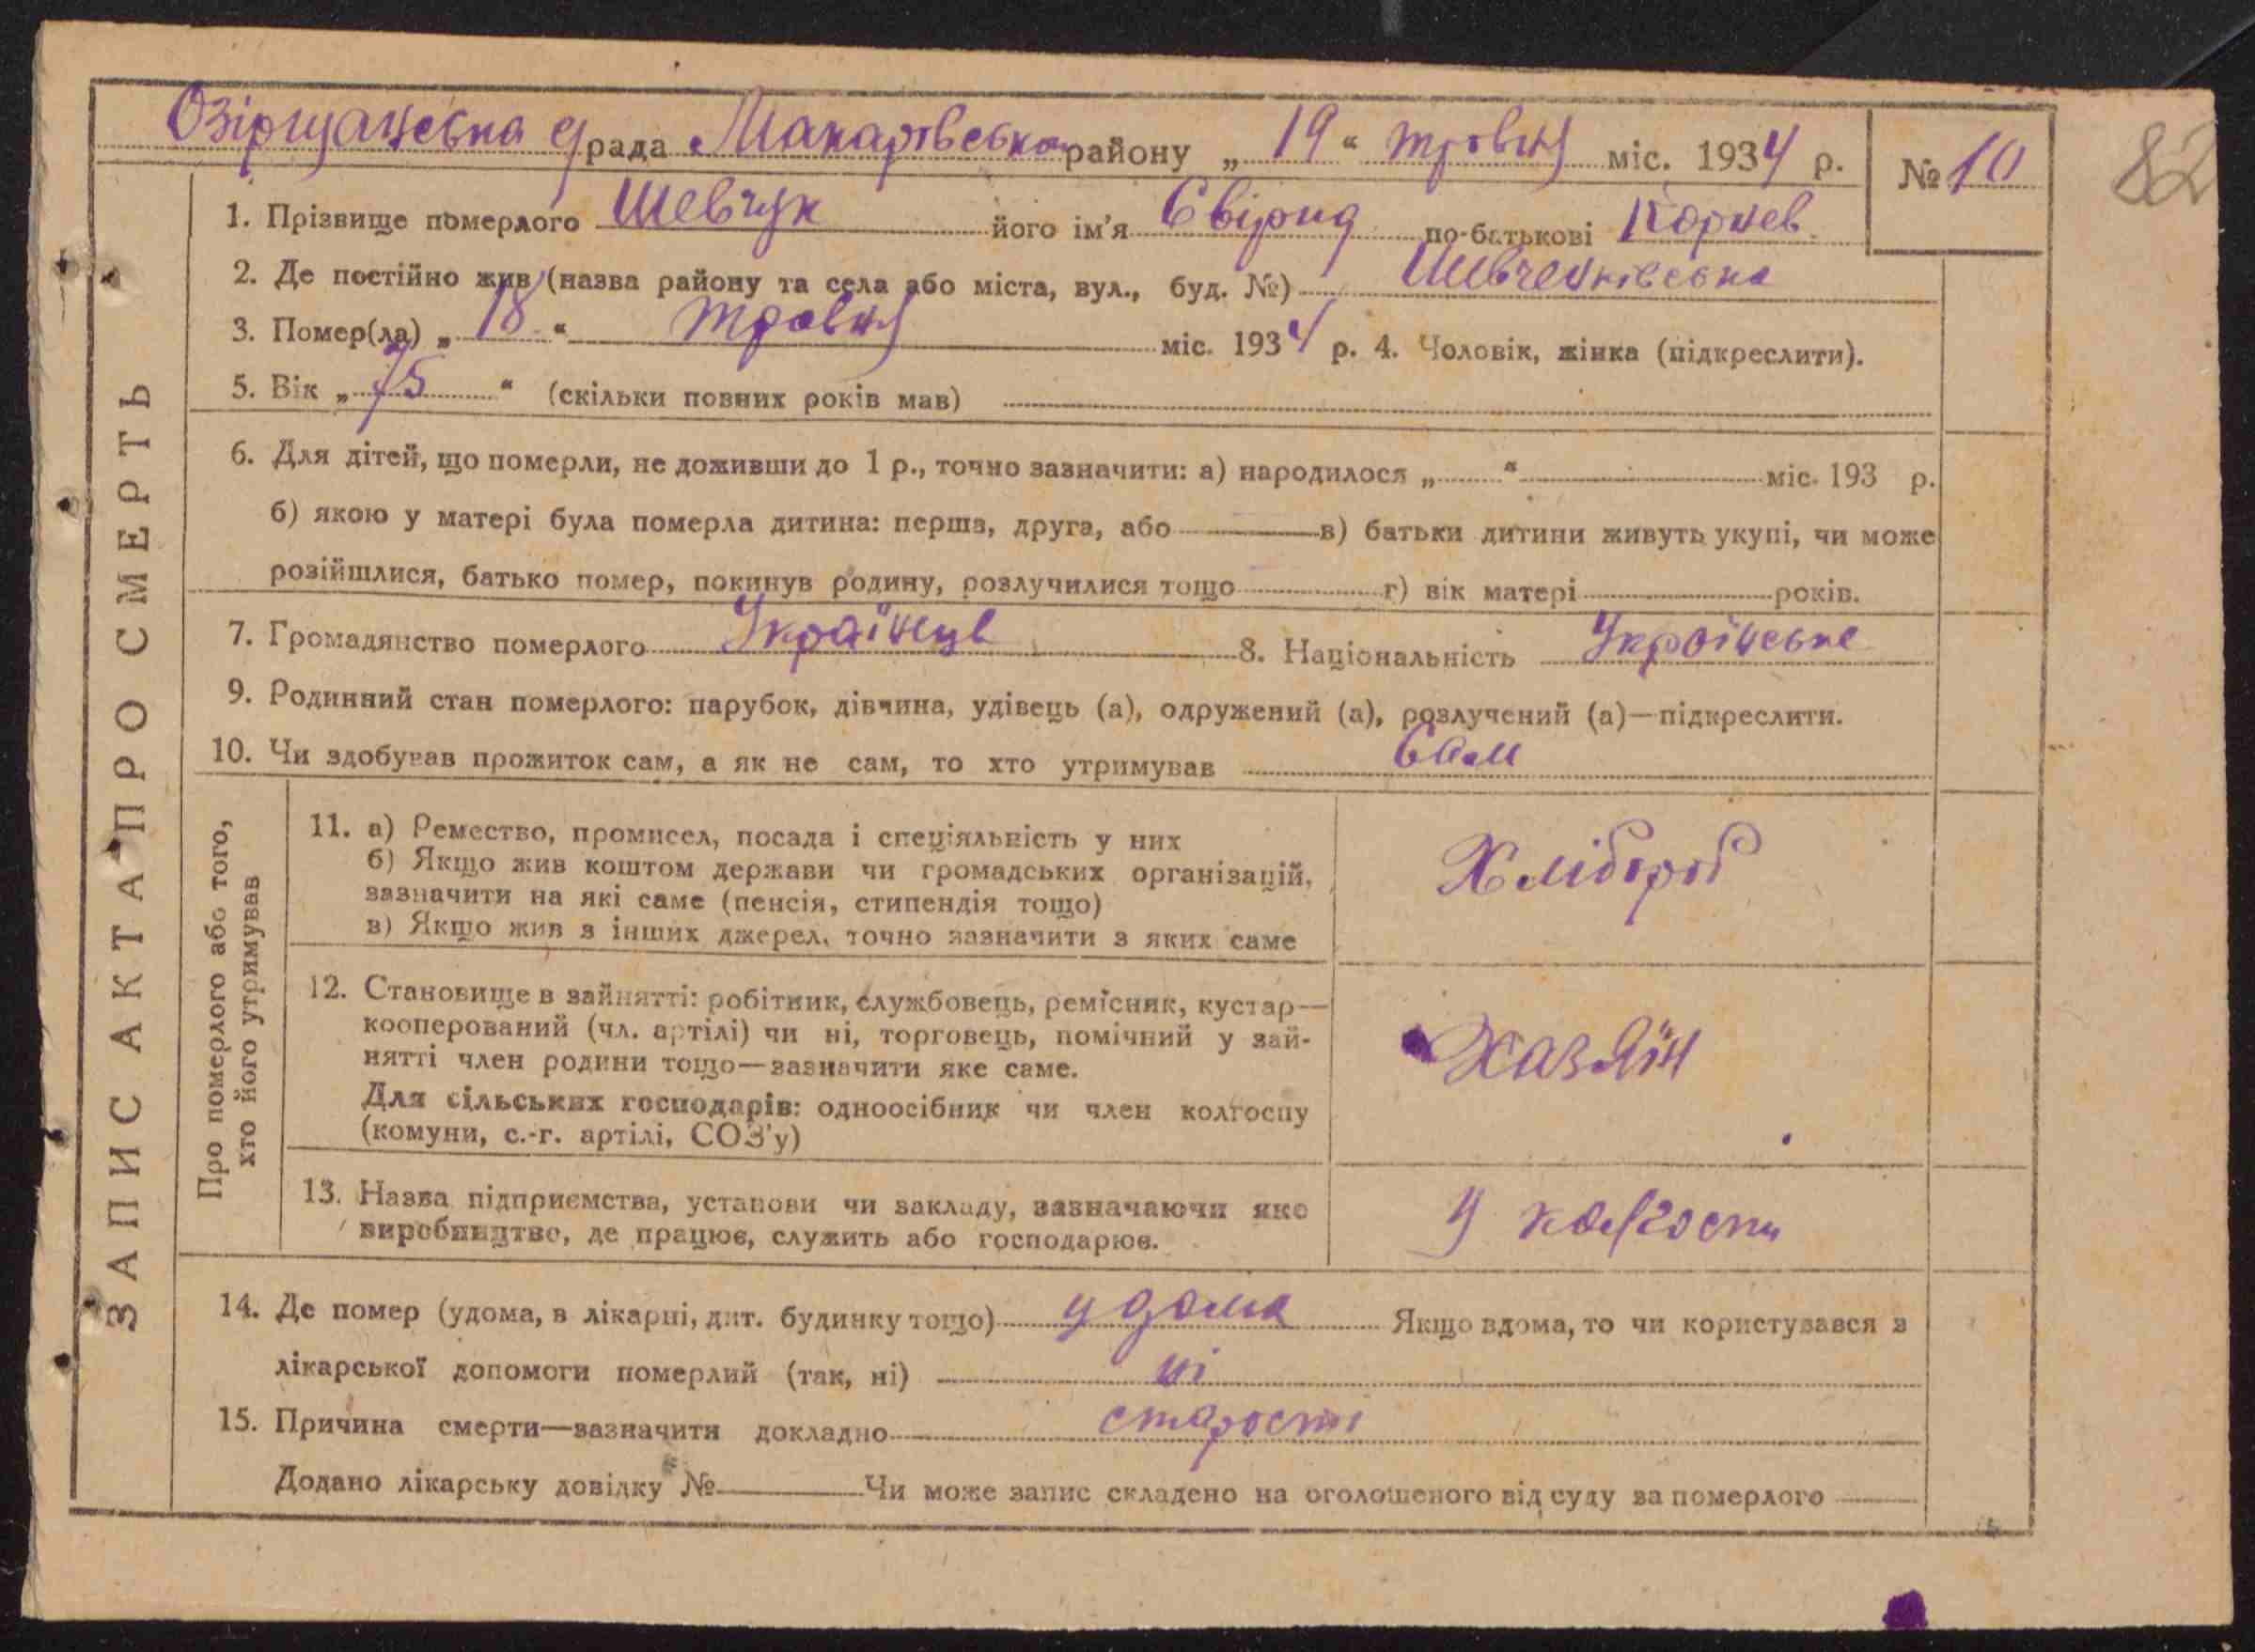 Озірщанська с/рада Макарівського району „19“ травня міс. 1934 р. № 10
82
ЗАПИС АКТА ПРО СМЕРТЬ
1. Прізвище померлого Шевчук його ім'я Свірид по-батькові Корнев.
2. Де постійно жив (назва району та села або міста, вул., буд. №) Шевченківська
3. Помер(ла) „18“ травня міс. 1934 р. 4. Чоловік, жінка (підкреслити).
5. Вік „75“ (скільки повних років мав)
6. Для дітей, що померли, не доживши до 1 р., точно зазначити: а) народилося „ “ міс. 193 р.
б) якою у матері була померла дитина: перша, друга, або в) батьки дитини живуть укупі, чи може
розійшлися, батько помер, покинув родину, розлучилися тощо г) вік матері років.
7. Громадянство померлого Українець 8. Національність Українське
9. Родинний стан померлого: парубок, дівчина, удівець (а), одружений (а), розлучений (а)—підкреслити.
10. Чи здобував прожиток сам, а як не сам, то хто утримував Сам
Про померлого або того,
хто його утримував
11. а) Ремество, промисел, посада і спеціяльність у них
б) Якщо жив коштом держави чи громадських організацій,
зазначити на які саме (пенсія, стипендія тощо)
в) Якщо жив з інших джерел, точно зазначити з яких саме
Хлібороб
12. Становище в зайнятті: робітник, службовець, ремісник, кустар—
кооперований (чл. артілі) чи ні, торговець, помічний у зай-
нятті член родини тощо—зазначити яке саме.
Для сільських господарів: одноосібник чи член колгоспу
(комуни, с.-г. артілі, СОЗ'у)
Хазяїн
13. Назва підприємства, установи чи закладу, зазначаючи яке
виробництво, де працює, служить або господарює.
У колгоспи
14. Де помер (удома, в лікарні, дит. будинку тощо) у дома Якщо вдома, то чи користувався з
лікарської допомоги померлий (так, ні) ні
15. Причина смерти—зазначити докладно старости
Додано лікарську довідку № Чи може запис складено на оголошеного від суду за померлого